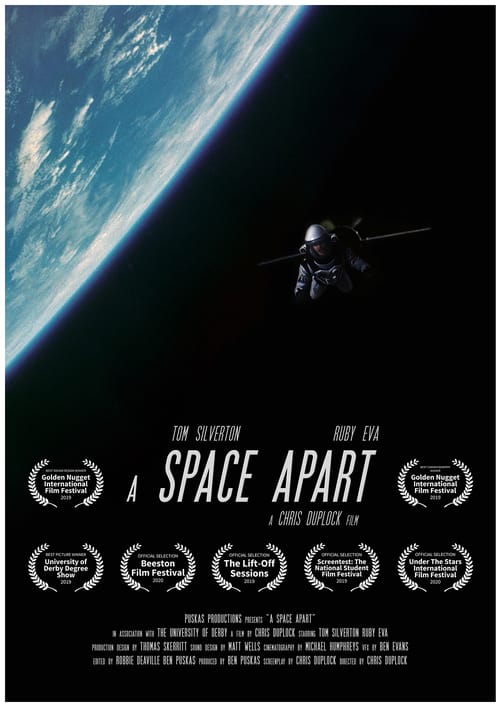 TOM SILVERTON RUBY EVA
A SPACE APART
A CHRIS DUPLOCK FILM
BEST SOUND DESIGN WINNER
Golden Nugget
International
Film Festival
2019
Golden Nugget
International
Film Festival
2019
BEST PICTURE WINNER
University of
Derby Degree
Show
2019
OFFICIAL SELECTION
Beeston
Film Festival
2020
OFFICIAL SELECTION
The Lift-Off
Sessions
2019
OFFICIAL SELECTION
Screentest: The
National Student
Film Festival
2019
OFFICIAL SELECTION
Under The Stars
International
Film Festival
2020
PUSKAS PRODUCTIONS PRESENTS "A SPACE APART"
IN ASSOCIATION WITH THE UNIVERSITY OF DERBY A FILM BY CHRIS DUPLOCK STARRING TOM SILVERTON RUBY EVA
PRODUCTION DESIGN BY THOMAS SKERRITT SOUND DESIGN BY MATT WELLS CINEMATOGRAPHY BY MICHAEL HUMPHREYS VFX BY BEN EVANS
EDITED BY ROBBIE DEAVILLE BEN PUSKAS PRODUCED BY BEN PUSKAS SCREENPLAY BY CHRIS DUPLOCK DIRECTED BY CHRIS DUPLOCK